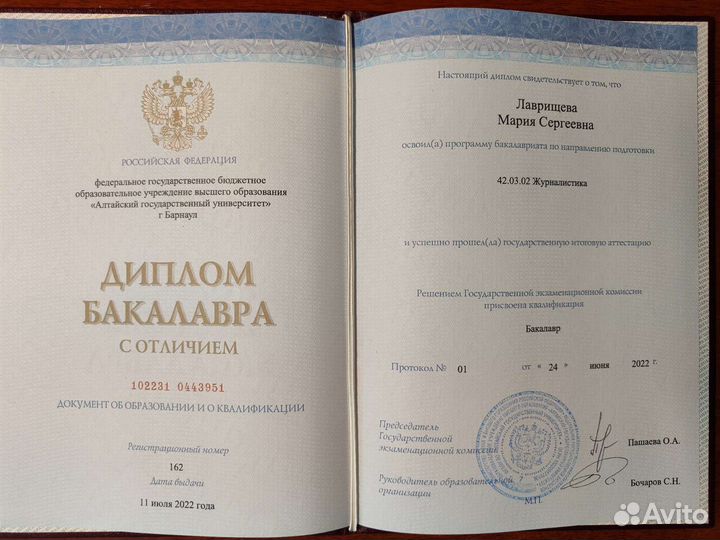 РОССИЙСКАЯ ФЕДЕРАЦИЯ
федеральное государственное бюджетное
образовательное учреждение высшего образования
«Алтайский государственный университет»
г Барнаул
ДИПЛОМ
БАКАЛАВРА
С ОТЛИЧИЕМ
102231 0443951
ДОКУМЕНТ ОБ ОБРАЗОВАНИИ И О КВАЛИФИКАЦИИ
Регистрационный номер
162
Дата выдачи
11 июля 2022 года
Настоящий диплом свидетельствует о том, что
Лаврищева
Мария Сергеевна
освоил(а) программу бакалавриата по направлению подготовки
42.03.02 Журналистика
и успешно прошел(ла) государственную итоговую аттестацию
Решением Государственной экзаменационной комиссии
присвоена квалификация
Бакалавр
Протокол № 01 от « 24 » июня 2022 г.
Председатель
Государственной
экзаменационной комиссии
Пашаева О.А.
Руководитель образовательной
организации
Бочаров С.Н.
М.П.
Avito